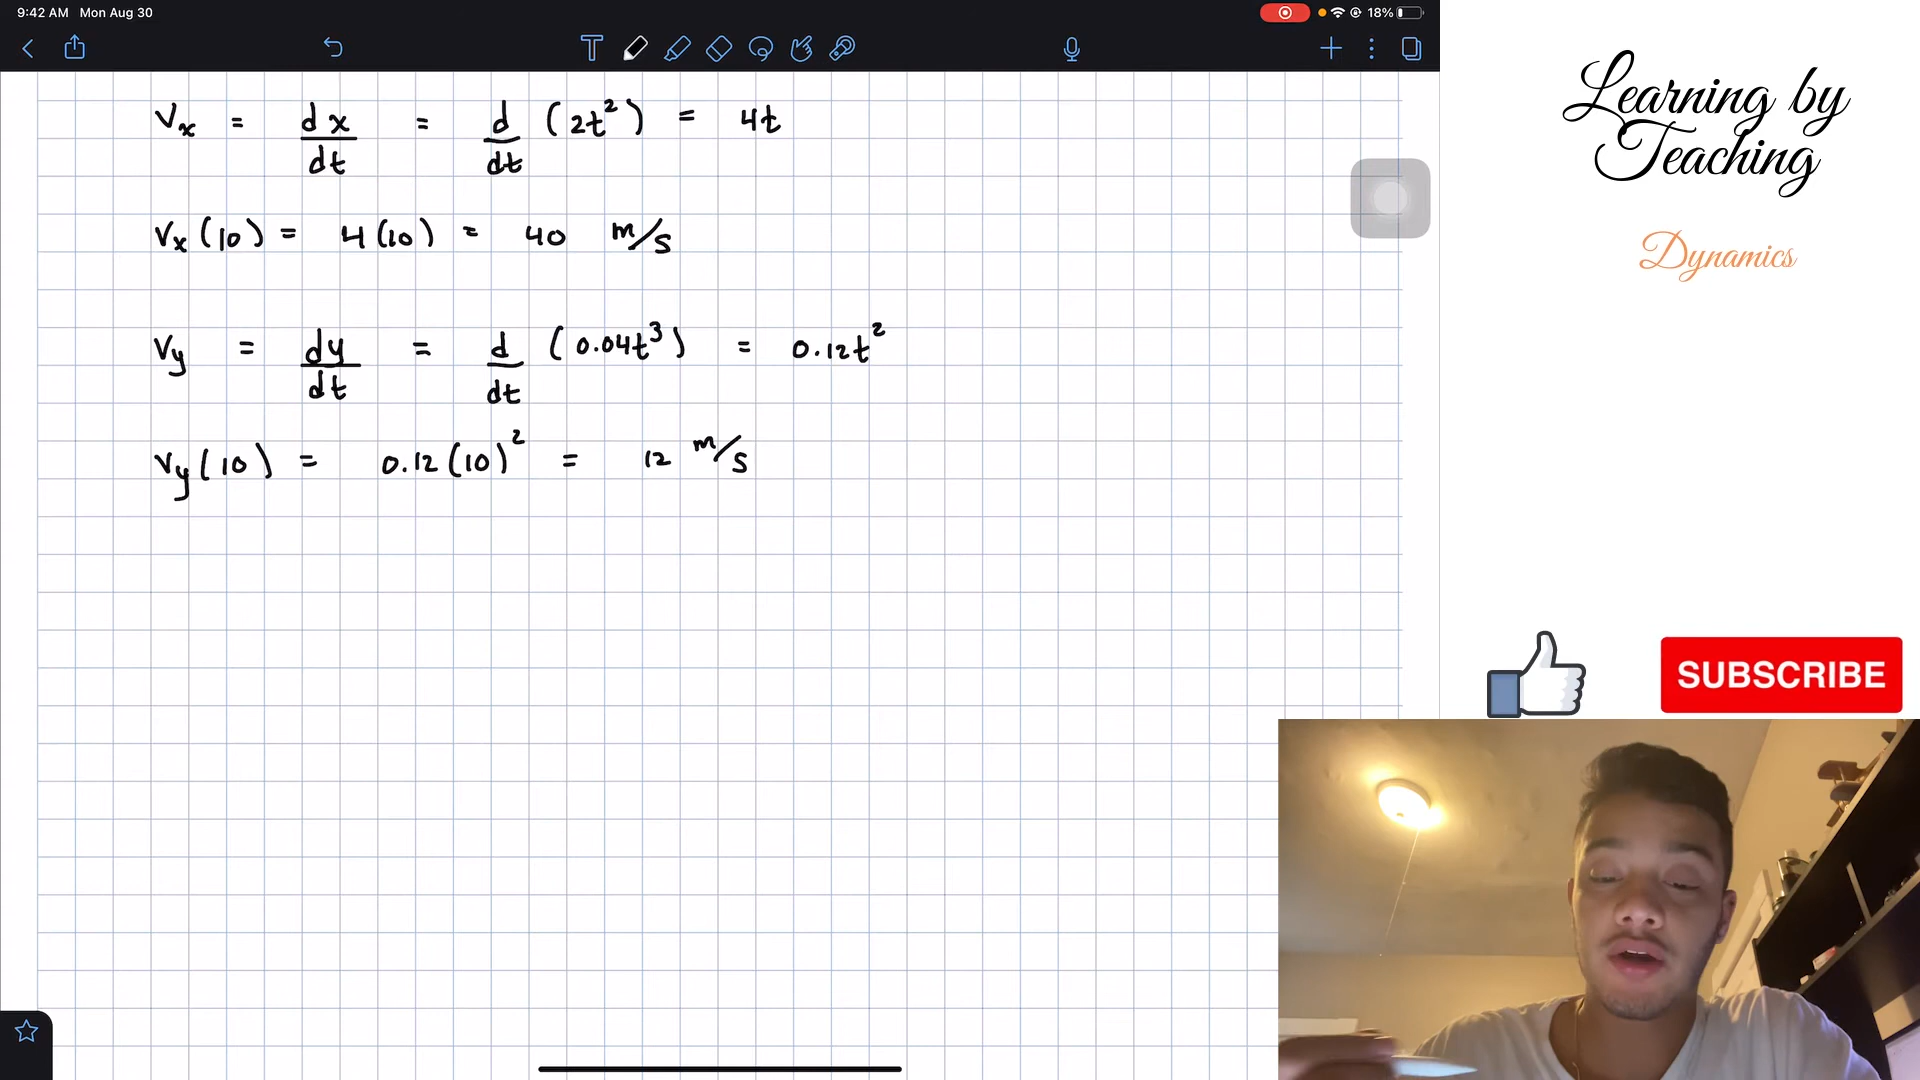 9:42 AM Mon Aug 30
18%
Learning by
Teaching
Dynamics
Vx = dx/dt = d/dt (2t²) = 4t
Vx(10) = 4(10) = 40 m/s
Vy = dy/dt = d/dt (0.04t³) = 0.12t²
Vy(10) = 0.12(10)² = 12 m/s
SUBSCRIBE